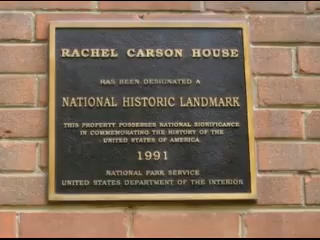 RACHEL CARSON HOUSE
HAS BEEN DESIGNATED A
NATIONAL HISTORIC LANDMARK
THIS PROPERTY POSSESSES NATIONAL SIGNIFICANCE
IN COMMEMORATING THE HISTORY OF THE
UNITED STATES OF AMERICA
1991
NATIONAL PARK SERVICE
UNITED STATES DEPARTMENT OF THE INTERIOR